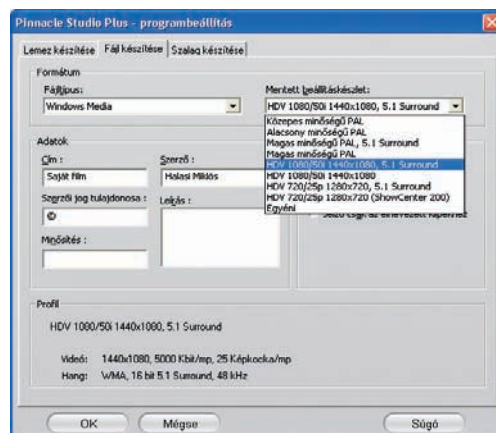 Pinnacle Studio Plus - programbeállítás
Lemez készítése Fájl készítése Szalag készítése
Formátum
Fájltípus: Mentett beállításkészlet:
Windows Media HDV 1080/50i 1440x1080, 5.1 Surround
Közepes minőségű PAL
Alacsony minőségű PAL
Magas minőségű PAL, 5.1 Surround
Magas minőségű PAL
HDV 1080/50i 1440x1080, 5.1 Surround
HDV 1080/50i 1440x1080
HDV 720/25p 1280x720, 5.1 Surround
HDV 720/25p 1280x720 (ShowCenter 200)
Egyéni
Adatok
Cím : Szerző :
Saját film Halasi Miklós
Szerzői jog tulajdonosa : Leírás :
©
Minősítés :
Profil
HDV 1080/50i 1440x1080, 5.1 Surround
Videó: 1440x1080, 5000 Kbit/mp, 25 Képkocka/mp
Hang: WMA, 16 bit 5.1 Surround, 48 kHz
OK Mégse Súgó